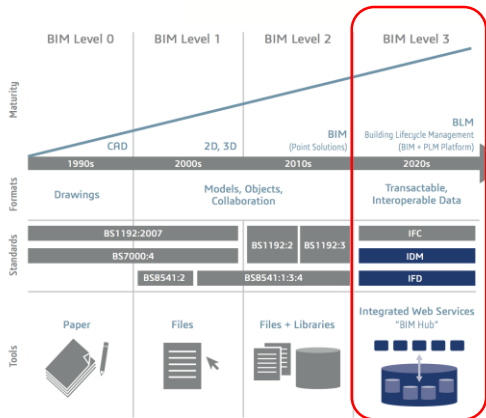 BIM Level 0 BIM Level 1 BIM Level 2 BIM Level 3
Maturity
CAD 2D, 3D BIM
(Point Solutions)
BLM
Building Lifecycle Management
(BIM + PLM Platform)
1990s 2000s 2010s 2020s
Formats
Drawings
Models, Objects,
Collaboration
Transactable,
Interoperable Data
Standards
BS1192:2007
BS7000:4
BS8541:2
BS1192:2 BS1192:3
BS8541:1:3:4
IFC
IDM
IFD
Tools
Paper
Files
Files + Libraries
Integrated Web Services
"BIM Hub"